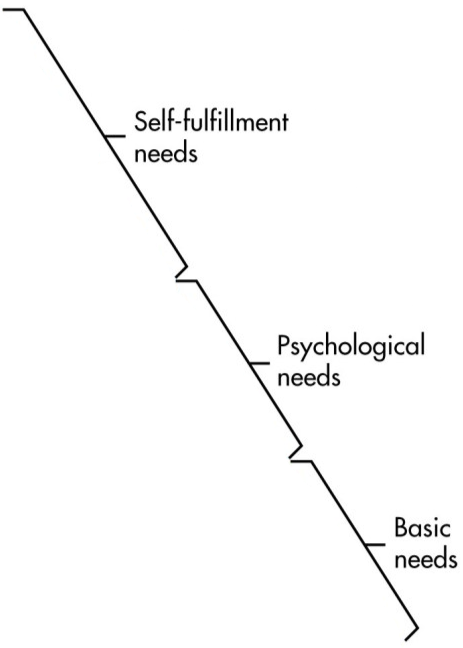 Self-fulfillment
needs
Psychological
needs
Basic
needs